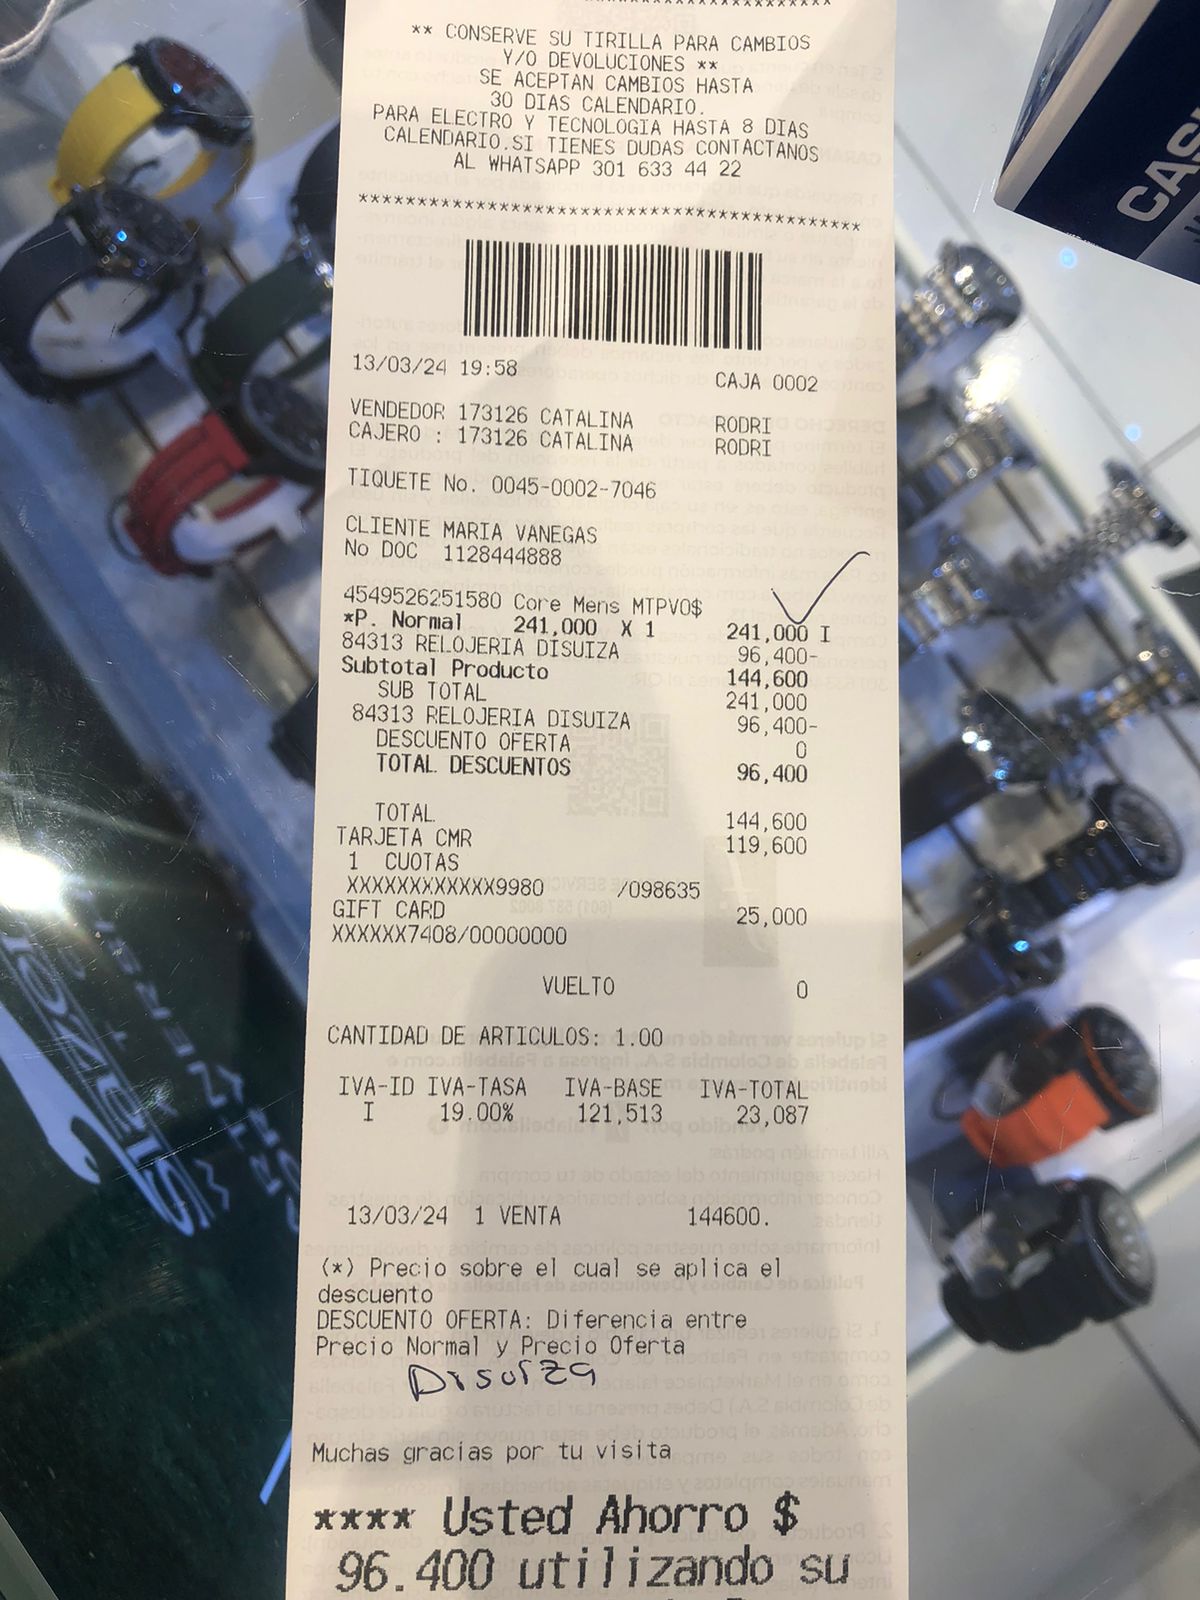 ** CONSERVE SU TIRILLA PARA CAMBIOS
Y/O DEVOLUCIONES **
SE ACEPTAN CAMBIOS HASTA
30 DIAS CALENDARIO.
PARA ELECTRO Y TECNOLOGIA HASTA 8 DIAS
CALENDARIO.SI TIENES DUDAS CONTACTANOS
AL WHATSAPP 301 633 44 22
******************************************
13/03/24 19:58 CAJA 0002
VENDEDOR 173126 CATALINA RODRI
CAJERO : 173126 CATALINA RODRI
TIQUETE No. 0045-0002-7046
CLIENTE MARIA VANEGAS
No DOC 1128444888
4549526251580 Core Mens MTPV0$
*P. Normal 241,000 X 1 241,000 I
84313 RELOJERIA DISUIZA 96,400-
Subtotal Producto 144,600
SUB TOTAL 241,000
84313 RELOJERIA DISUIZA 96,400-
DESCUENTO OFERTA 0
TOTAL DESCUENTOS 96,400
TOTAL 144,600
TARJETA CMR 119,600
1 CUOTAS
XXXXXXXXXXXX9980 /098635
GIFT CARD 25,000
XXXXXX7408/00000000
VUELTO 0
CANTIDAD DE ARTICULOS: 1.00
IVA-ID IVA-TASA IVA-BASE IVA-TOTAL
I 19.00% 121,513 23,087
13/03/24 1 VENTA 144600.
(*) Precio sobre el cual se aplica el
descuento
DESCUENTO OFERTA: Diferencia entre
Precio Normal y Precio Oferta
Disuiza
Muchas gracias por tu visita
**** Usted Ahorro $
96.400 utilizando su